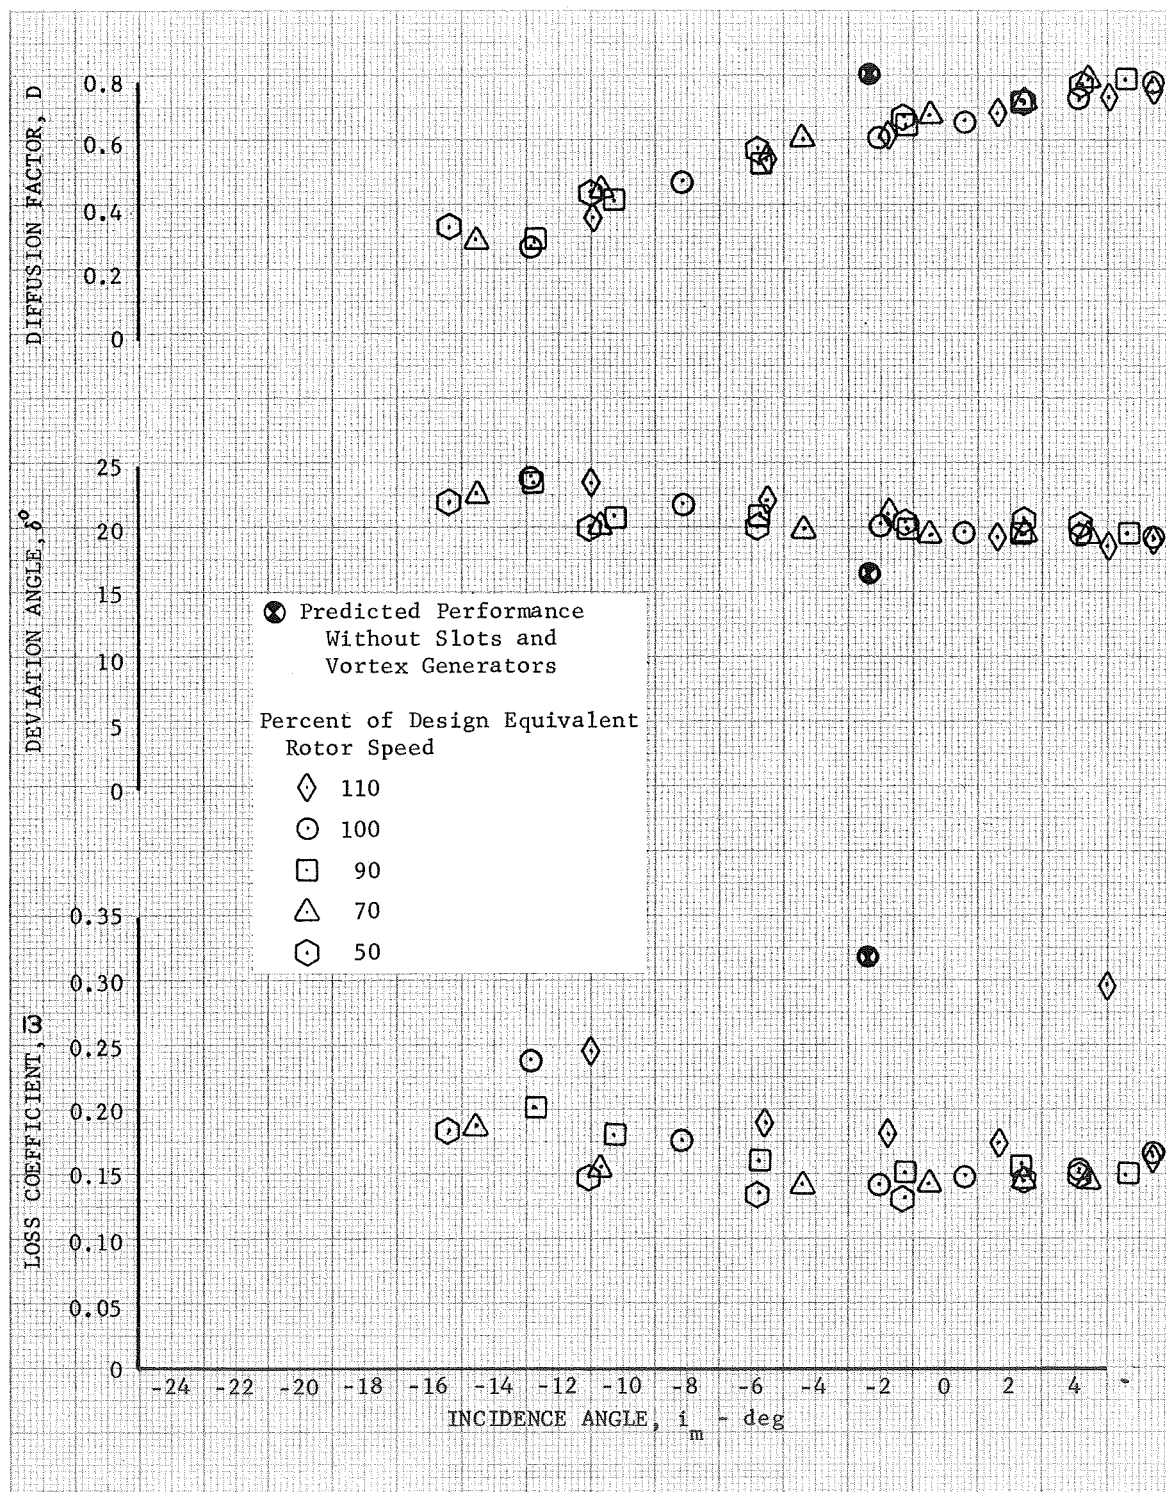 DIFFUSION FACTOR, D
0.8
0.6
0.4
0.2
0
DEVIATION ANGLE, δ°
25
20
15
10
5
0
Predicted Performance
Without Slots and
Vortex Generators
Percent of Design Equivalent
Rotor Speed
110
100
90
70
50
LOSS COEFFICIENT, ω̄
0.35
0.30
0.25
0.20
0.15
0.10
0.05
0
-24 -22 -20 -18 -16 -14 -12 -10 -8 -6 -4 -2 0 2 4
INCIDENCE ANGLE, i_m - deg